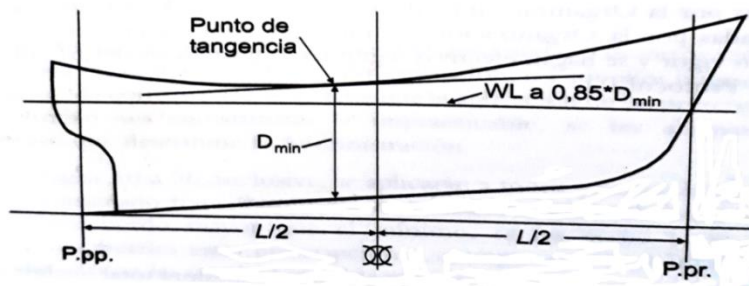 Punto de
tangencia
WL a 0,85*Dmin
Dmin
L/2
L/2
P.pp.
P.pr.